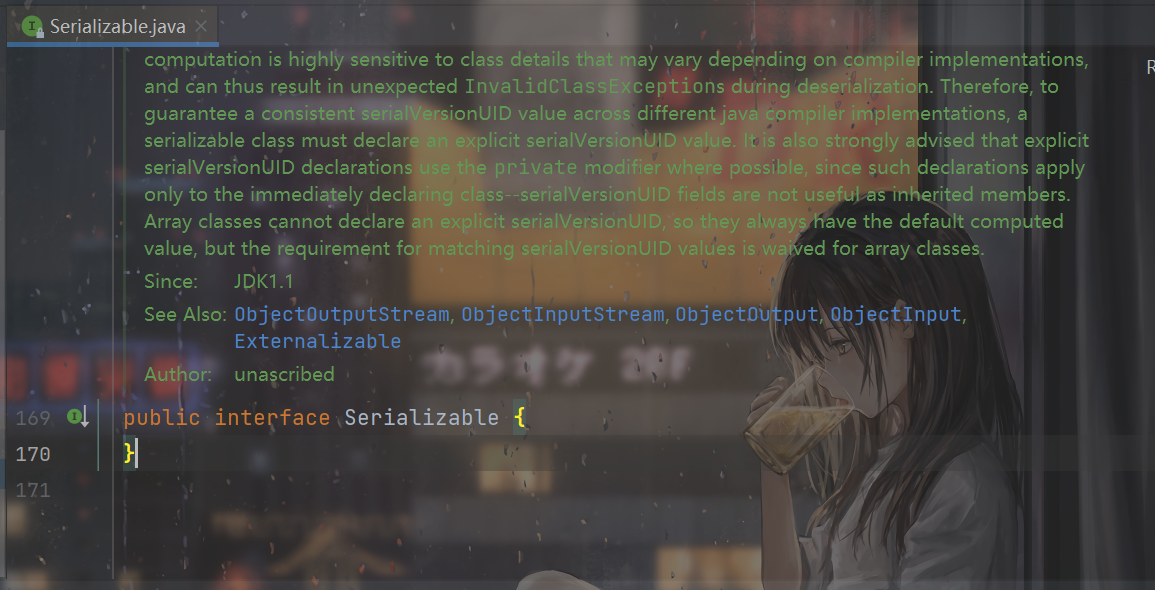 Serializable.java
computation is highly sensitive to class details that may vary depending on compiler implementations,
and can thus result in unexpected InvalidClassExceptions during deserialization. Therefore, to
guarantee a consistent serialVersionUID value across different java compiler implementations, a
serializable class must declare an explicit serialVersionUID value. It is also strongly advised that explicit
serialVersionUID declarations use the private modifier where possible, since such declarations apply
only to the immediately declaring class--serialVersionUID fields are not useful as inherited members.
Array classes cannot declare an explicit serialVersionUID, so they always have the default computed
value, but the requirement for matching serialVersionUID values is waived for array classes.
Since: JDK1.1
See Also: ObjectOutputStream, ObjectInputStream, ObjectOutput, ObjectInput,
Externalizable
カラオケ
Author: unascribed
169 public interface Serializable {
170 }
171